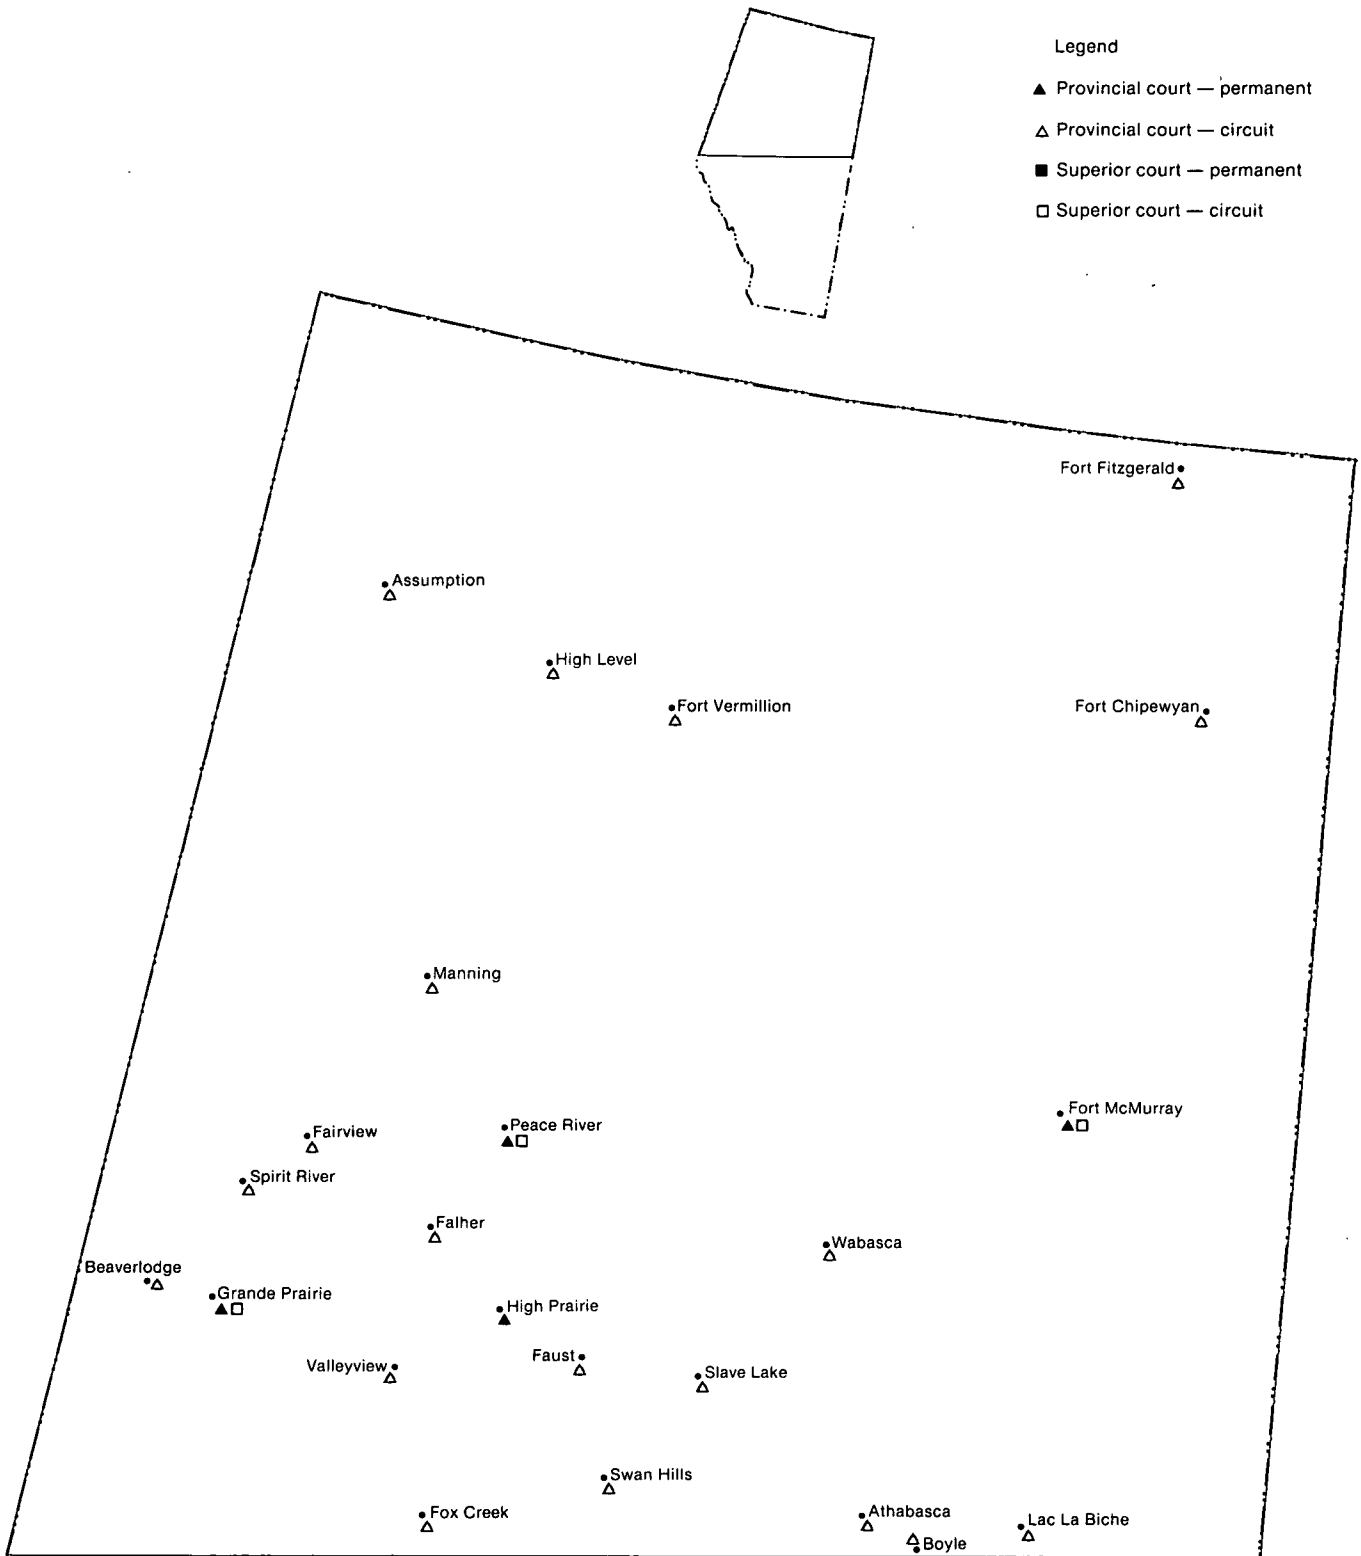 Legend
Provincial court — permanent
Provincial court — circuit
Superior court — permanent
Superior court — circuit
Fort Fitzgerald
Assumption
High Level
Fort Vermillion
Fort Chipewyan
Manning
Fort McMurray
Peace River
Fairview
Spirit River
Falher
Wabasca
Beaverlodge
Grande Prairie
High Prairie
Faust
Valleyview
Slave Lake
Swan Hills
Fox Creek
Athabasca
Lac La Biche
Boyle